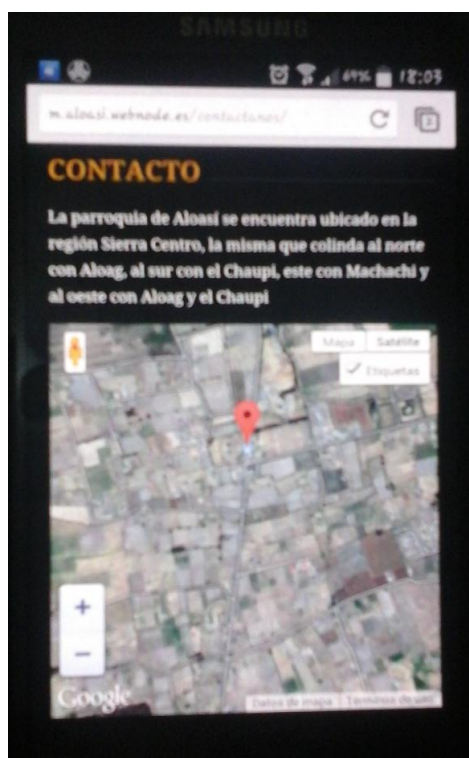 SAMSUNG
69% 18:03
m.aloasi.webnode.es/contactanos/
CONTACTO
La parroquia de Aloasí se encuentra ubicado en la
región Sierra Centro, la misma que colinda al norte
con Aloag, al sur con el Chaupi, este con Machachi y
al oeste con Aloag y el Chaupi
Mapa Satélite
Etiquetas
+
−
Google
Datos de mapa Términos de uso